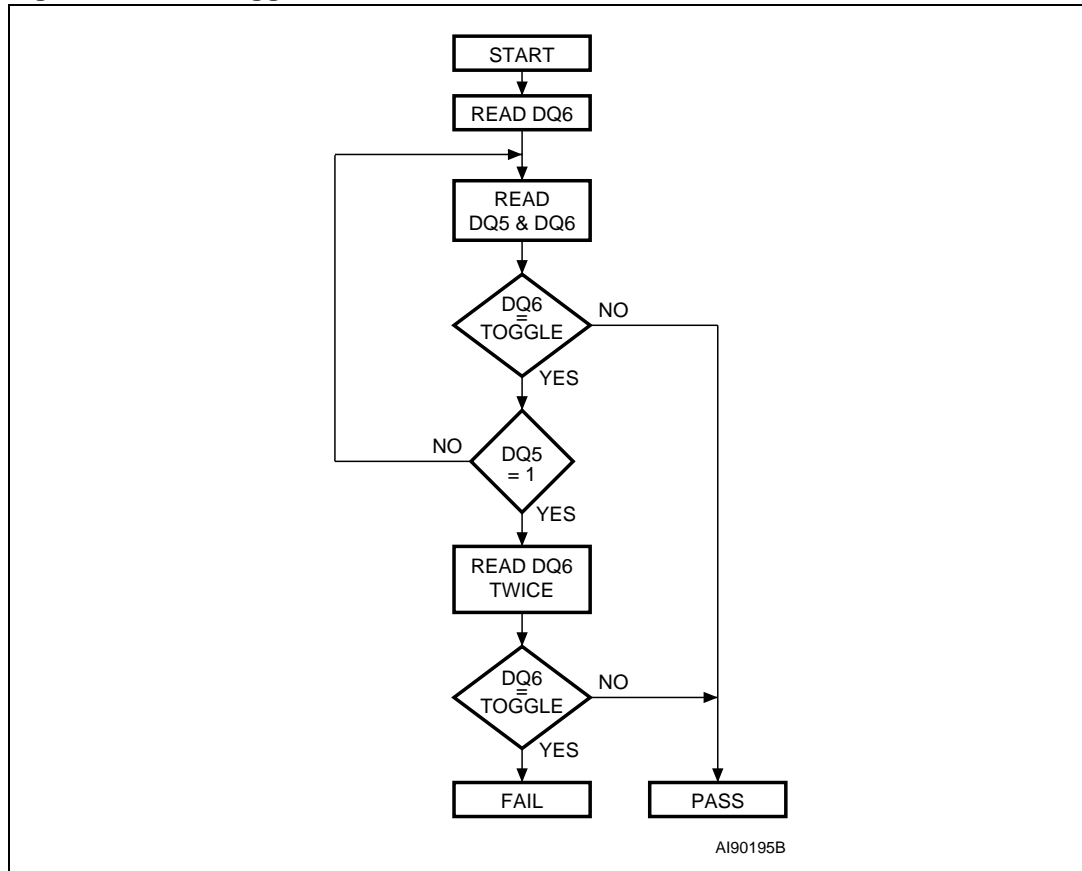 START
READ DQ6
READ
DQ5 & DQ6
DQ6
=
TOGGLE
NO
YES
NO
DQ5
= 1
YES
READ DQ6
TWICE
DQ6
=
TOGGLE
NO
YES
FAIL
PASS
AI90195B